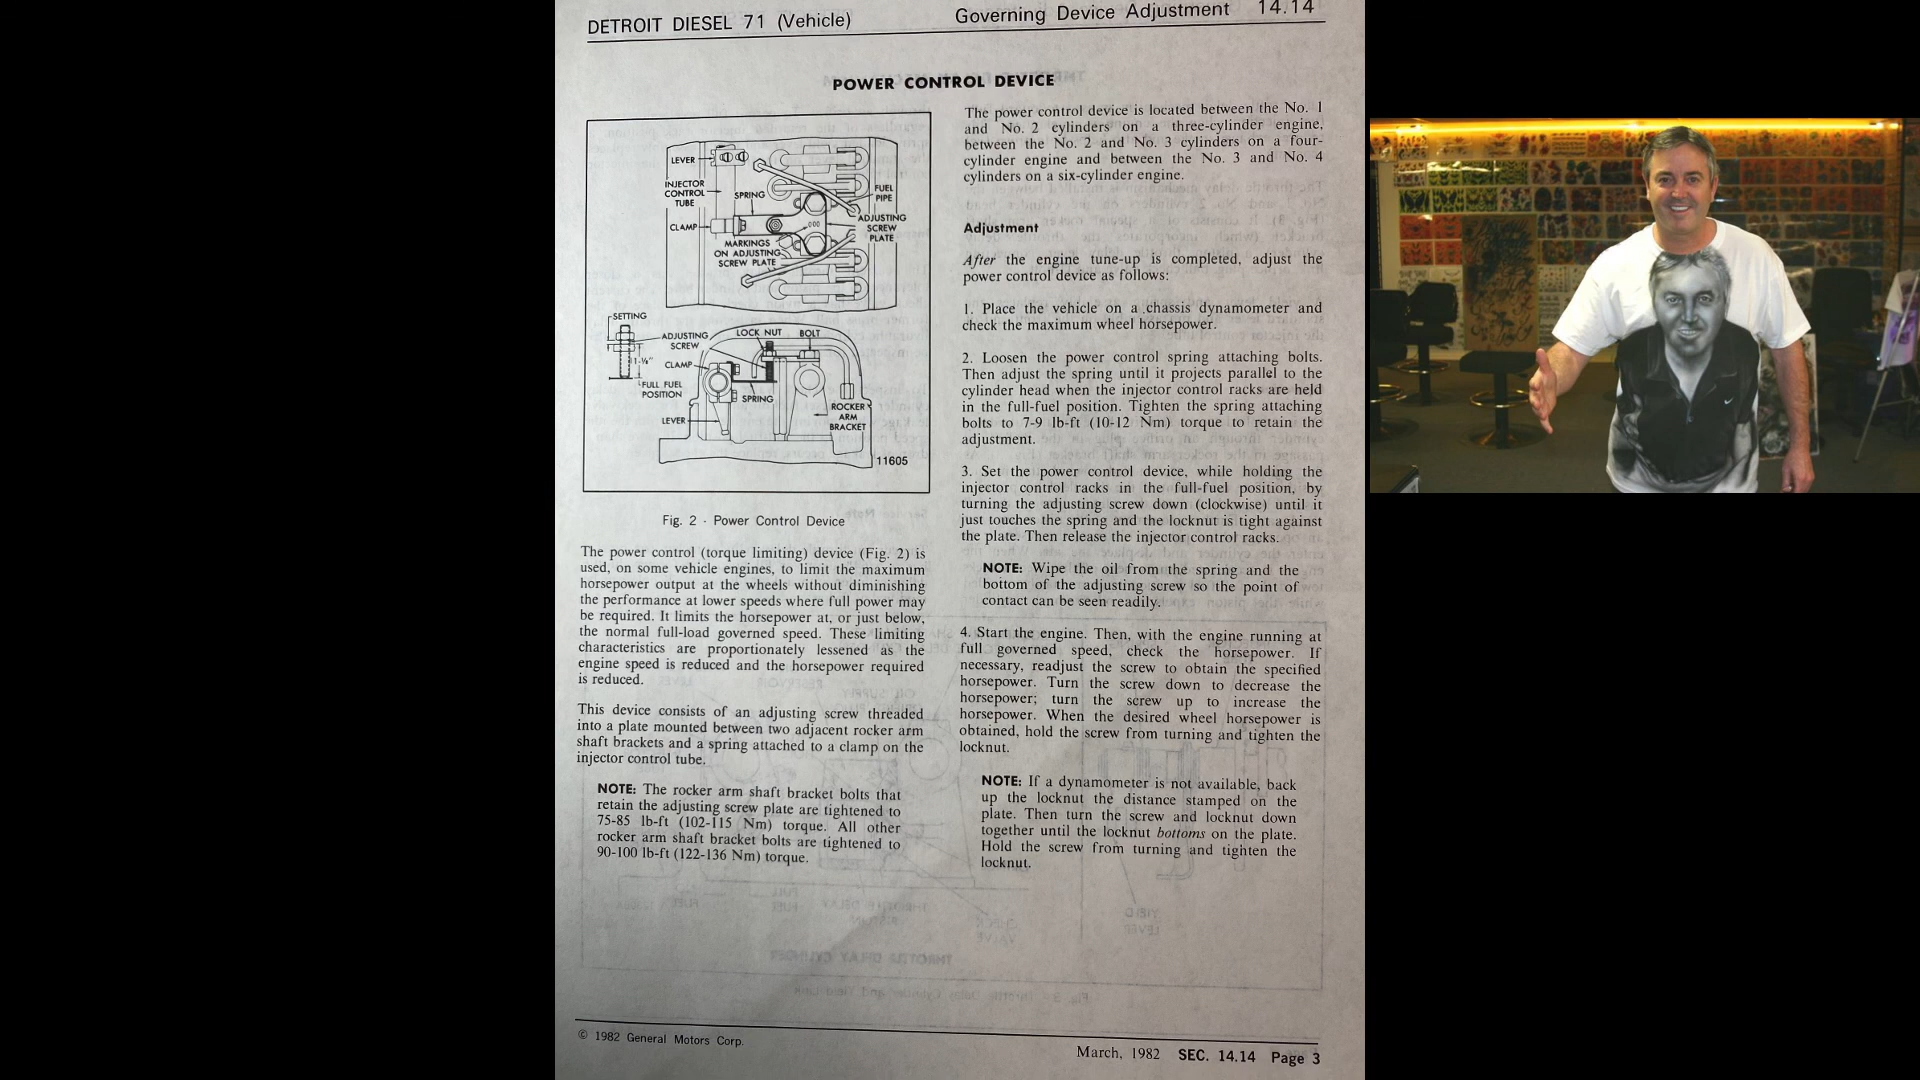 DETROIT DIESEL 71 (Vehicle)
Governing Device Adjustment 14.14
POWER CONTROL DEVICE
LEVER
INJECTOR
CONTROL
TUBE
SPRING
FUEL
PIPE
CLAMP
ADJUSTING
SCREW
PLATE
000
MARKINGS
ON ADJUSTING
SCREW PLATE
SETTING
ADJUSTING
SCREW
LOCK NUT
BOLT
CLAMP
FULL FUEL
POSITION
SPRING
LEVER
ROCKER
ARM
BRACKET
11605
Fig. 2 - Power Control Device
The power control (torque limiting) device (Fig. 2) is
used, on some vehicle engines, to limit the maximum
horsepower output at the wheels without diminishing
the performance at lower speeds where full power may
be required. It limits the horsepower at, or just below,
the normal full-load governed speed. These limiting
characteristics are proportionately lessened as the
engine speed is reduced and the horsepower required
is reduced.
This device consists of an adjusting screw threaded
into a plate mounted between two adjacent rocker arm
shaft brackets and a spring attached to a clamp on the
injector control tube.
NOTE: The rocker arm shaft bracket bolts that
retain the adjusting screw plate are tightened to
75-85 lb-ft (102-115 Nm) torque. All other
rocker arm shaft bracket bolts are tightened to
90-100 lb-ft (122-136 Nm) torque.
The power control device is located between the No. 1
and No. 2 cylinders on a three-cylinder engine,
between the No. 2 and No. 3 cylinders on a four-
cylinder engine and between the No. 3 and No. 4
cylinders on a six-cylinder engine.
Adjustment
After the engine tune-up is completed, adjust the
power control device as follows:
1. Place the vehicle on a chassis dynamometer and
check the maximum wheel horsepower.
2. Loosen the power control spring attaching bolts.
Then adjust the spring until it projects parallel to the
cylinder head when the injector control racks are held
in the full-fuel position. Tighten the spring attaching
bolts to 7-9 lb-ft (10-12 Nm) torque to retain the
adjustment.
3. Set the power control device, while holding the
injector control racks in the full-fuel position, by
turning the adjusting screw down (clockwise) until it
just touches the spring and the locknut is tight against
the plate. Then release the injector control racks.
NOTE: Wipe the oil from the spring and the
bottom of the adjusting screw so the point of
contact can be seen readily.
4. Start the engine. Then, with the engine running at
full governed speed, check the horsepower. If
necessary, readjust the screw to obtain the specified
horsepower. Turn the screw down to decrease the
horsepower; turn the screw up to increase the
horsepower. When the desired wheel horsepower is
obtained, hold the screw from turning and tighten the
locknut.
NOTE: If a dynamometer is not available, back
up the locknut the distance stamped on the
plate. Then turn the screw and locknut down
together until the locknut bottoms on the plate.
Hold the screw from turning and tighten the
locknut.
© 1982 General Motors Corp.
March, 1982 SEC. 14.14 Page 3